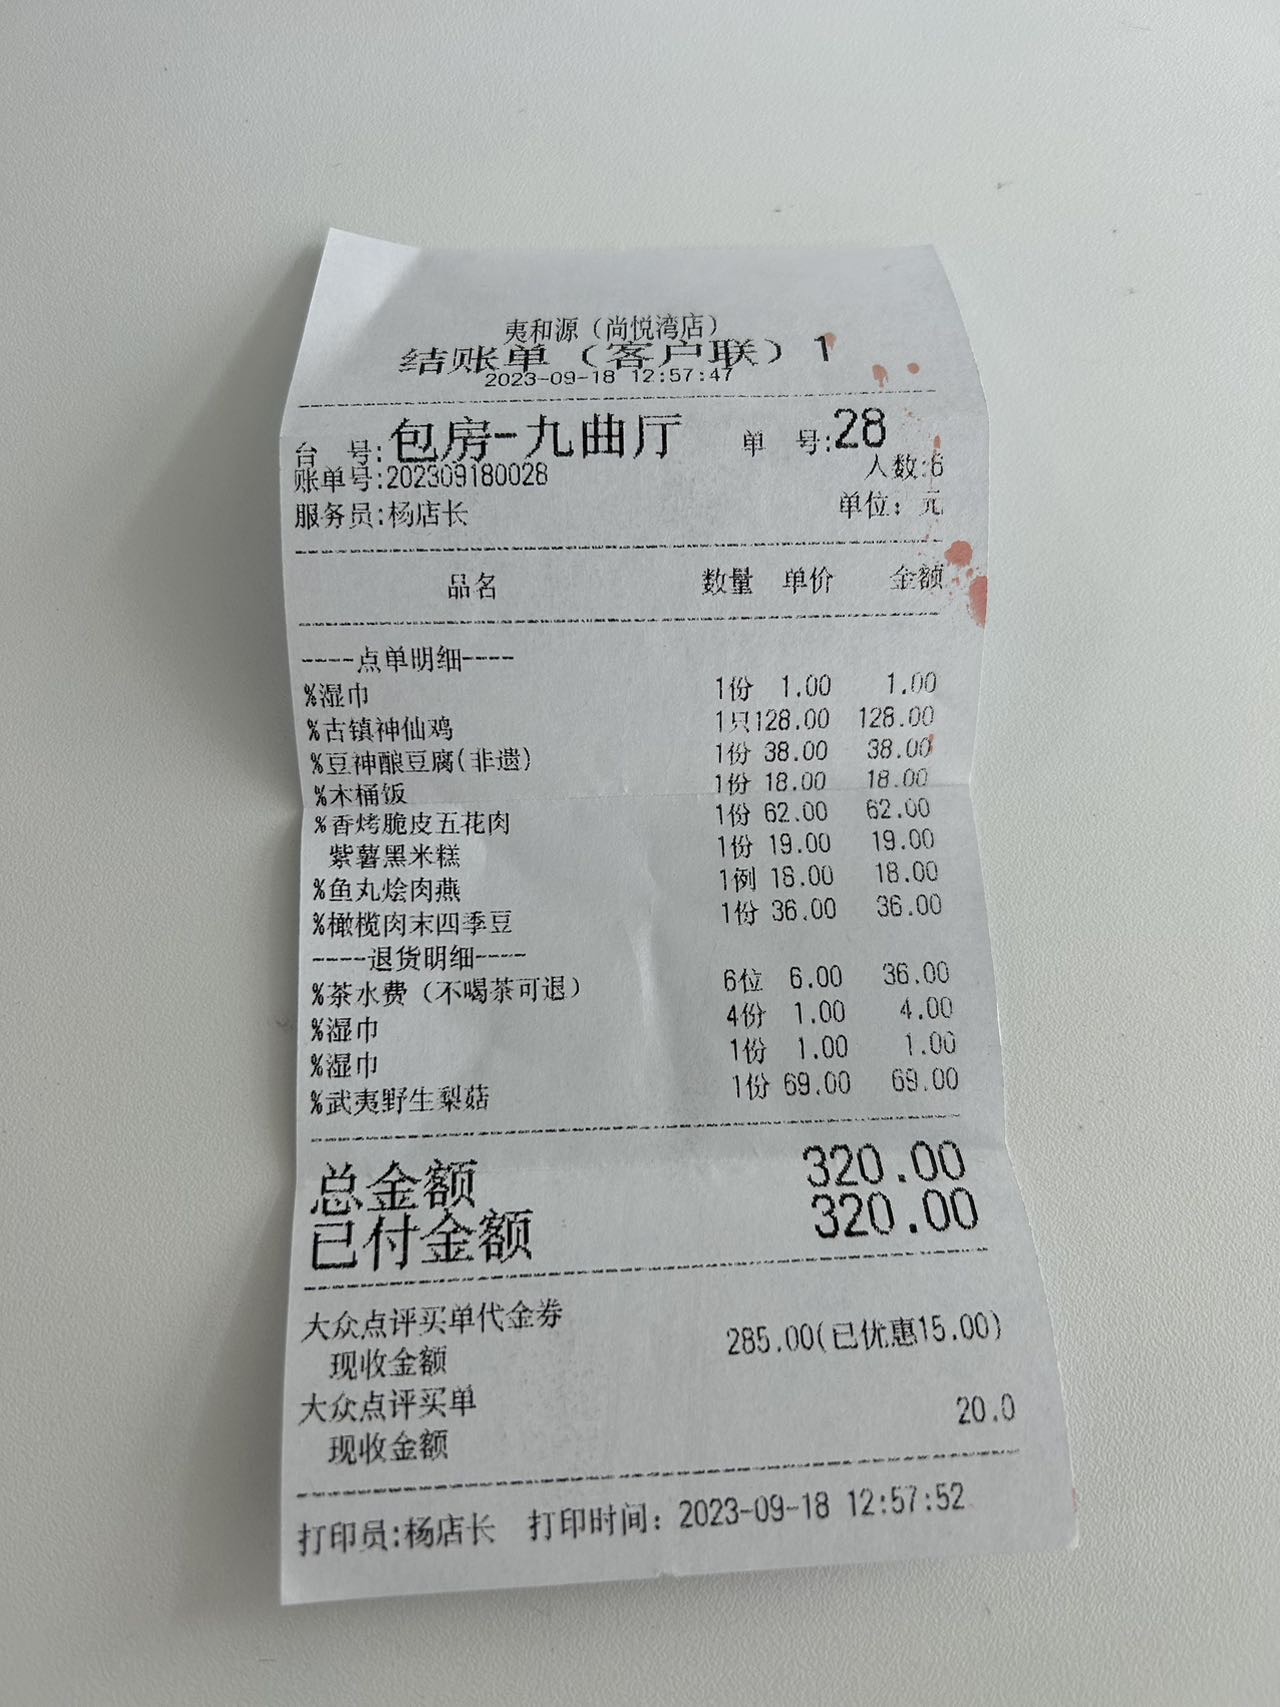 夷和源（尚悦湾店）
结账单（客户联）1
2023-09-18 12:57:47
台 号:包房-九曲厅 单 号:28
账单号:202309180028 人数:6
服务员:杨店长 单位：元
品名 数量 单价 金额
----点单明细----
%湿巾 1份 1.00 1.00
%古镇神仙鸡 1只128.00 128.00
%豆神酿豆腐(非遗) 1份 38.00 38.00
%木桶饭 1份 18.00 18.00
%香烤脆皮五花肉 1份 62.00 62.00
紫薯黑米糕 1份 19.00 19.00
%鱼丸烩肉燕 1例 18.00 18.00
%橄榄肉末四季豆 1份 36.00 36.00
----退货明细----
%茶水费（不喝茶可退） 6位 6.00 36.00
%湿巾 4份 1.00 4.00
%湿巾 1份 1.00 1.00
%武夷野生梨菇 1份 69.00 69.00
总金额 320.00
已付金额 320.00
大众点评买单代金券
现收金额 285.00(已优惠15.00)
大众点评买单
现收金额 20.0
打印员:杨店长 打印时间：2023-09-18 12:57:52